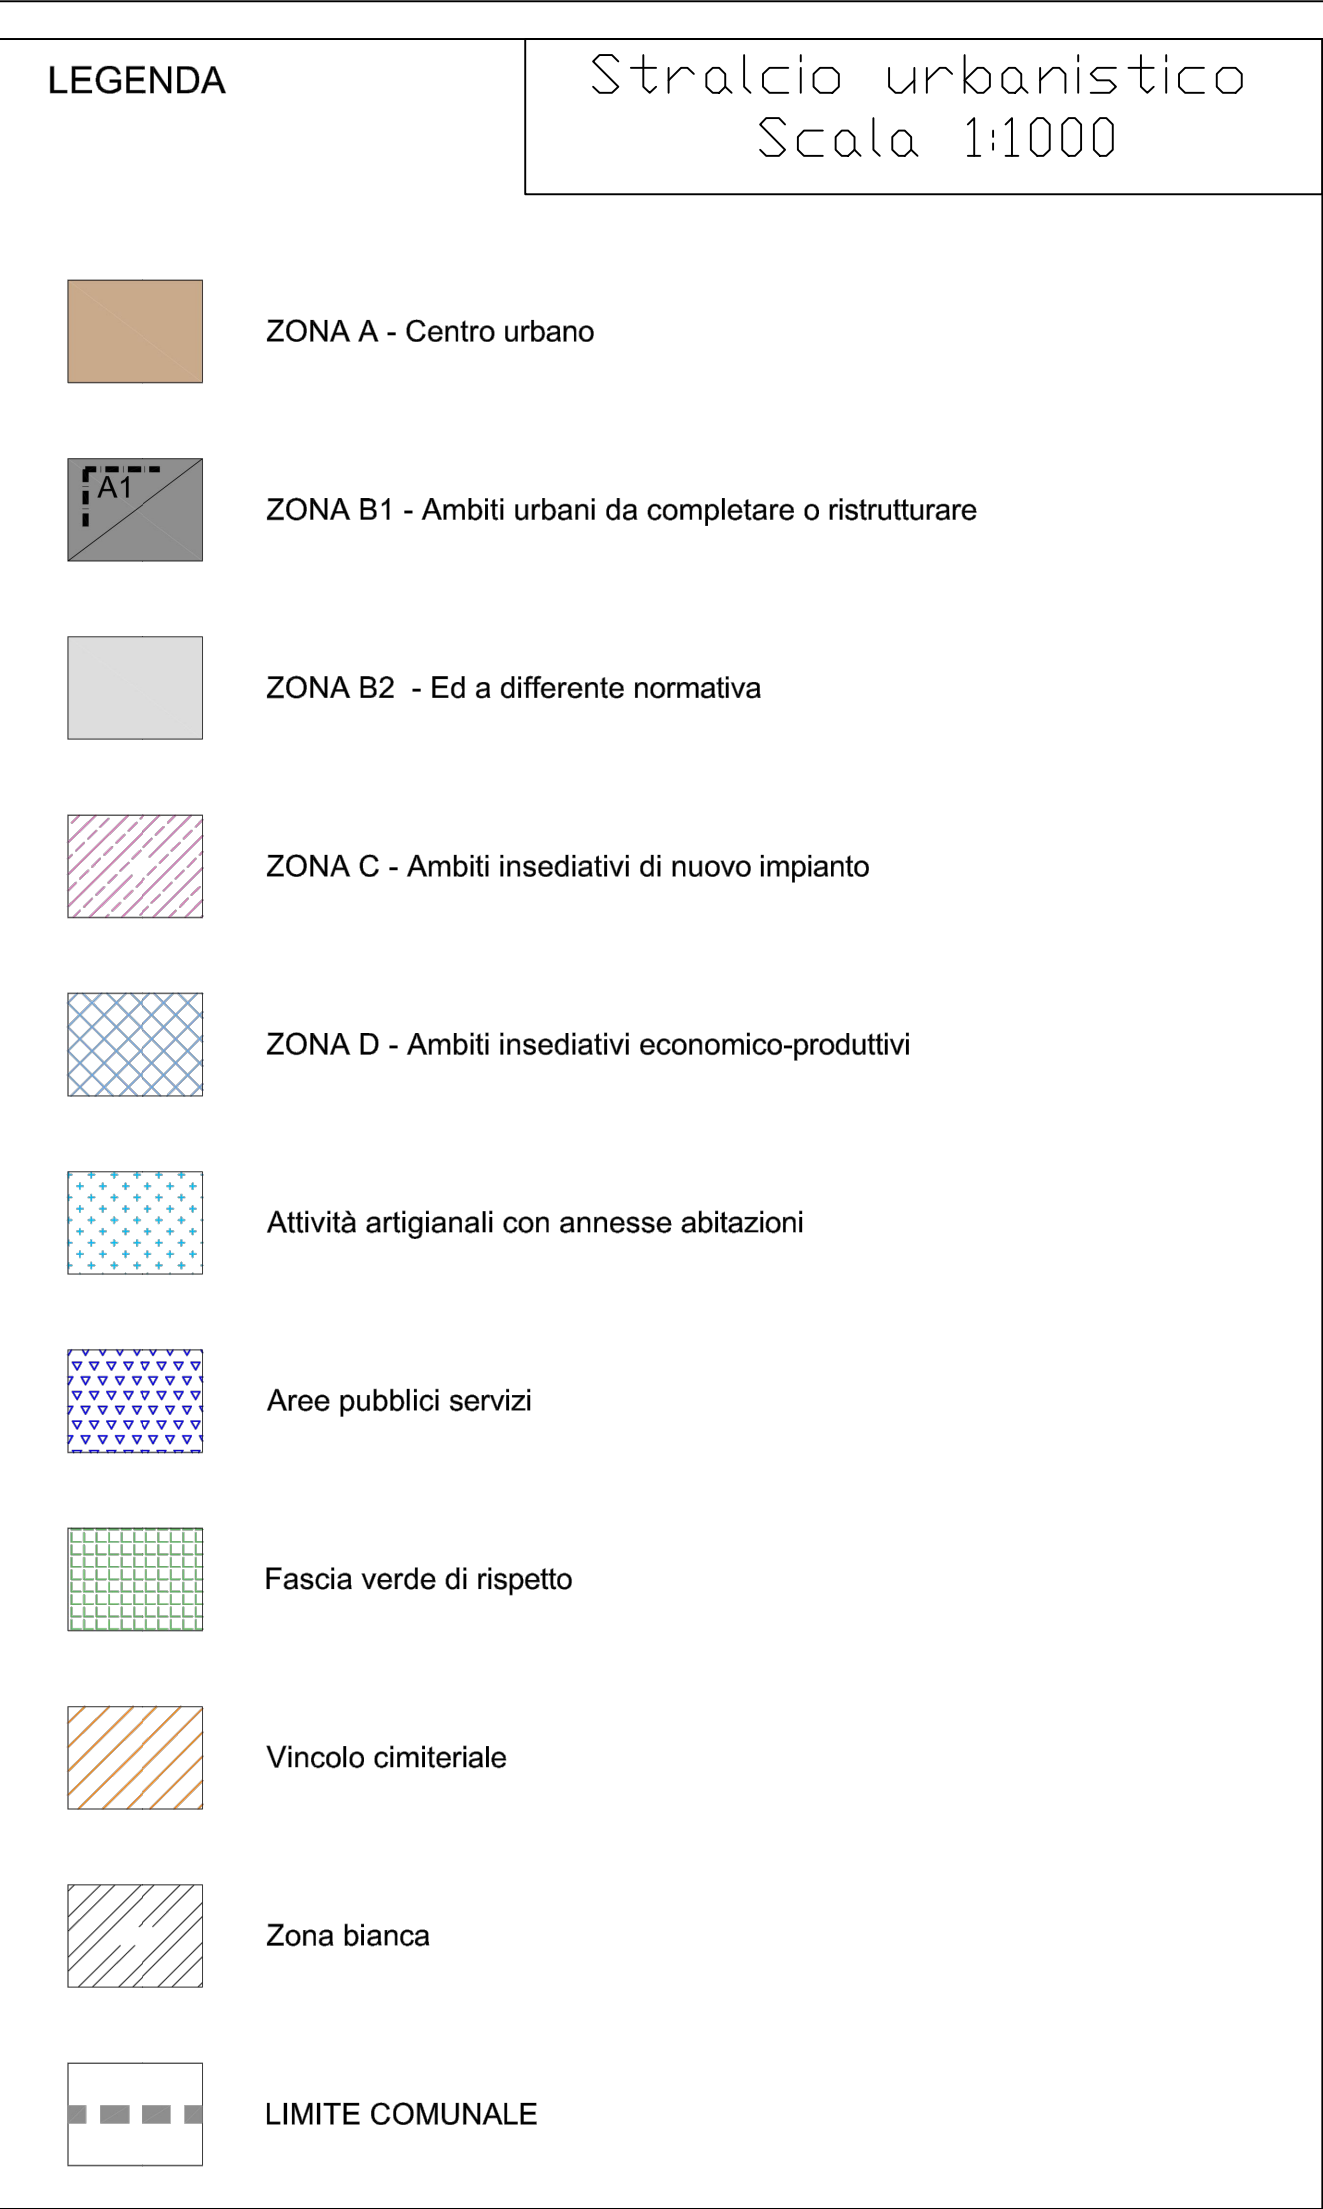 LEGENDA
Stralcio urbanistico
Scala 1:1000
ZONA A - Centro urbano
A1
ZONA B1 - Ambiti urbani da completare o ristrutturare
ZONA B2  - Ed a differente normativa
ZONA C - Ambiti insediativi di nuovo impianto
ZONA D - Ambiti insediativi economico-produttivi
Attività artigianali con annesse abitazioni
Aree pubblici servizi
Fascia verde di rispetto
Vincolo cimiteriale
Zona bianca
LIMITE COMUNALE